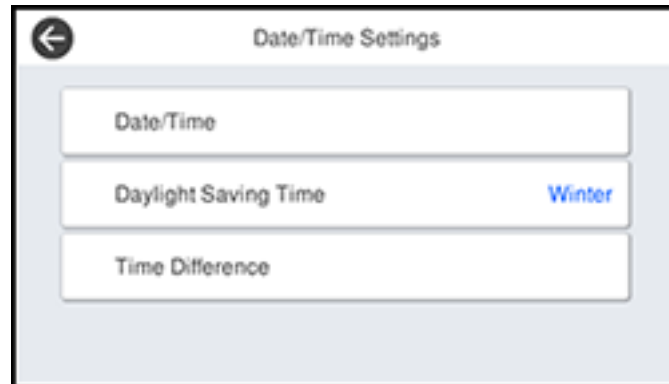 Date/Time Settings
Date/Time
Daylight Saving Time Winter
Time Difference